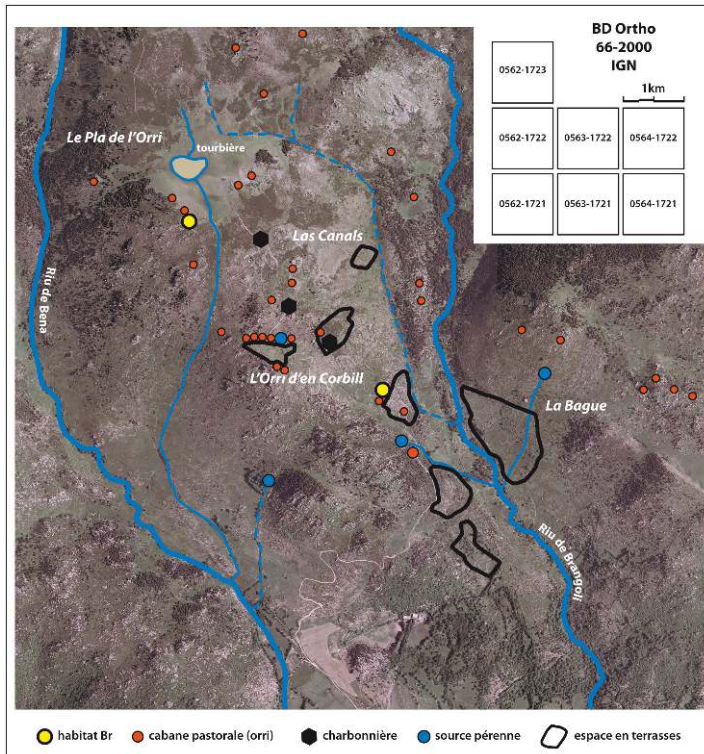 BD Ortho
66-2000
IGN
1km
0562-1723
0562-1722
0563-1722
0564-1722
0562-1721
0563-1721
0564-1721
Le Pla de l'Orri
tourbière
Las Canals
Riu de Bena
L'Orri d'en Corbill
La Bague
Riu de Brangoli
habitat Br
cabane pastorale (orri)
charbonnière
source pérenne
espace en terrasses